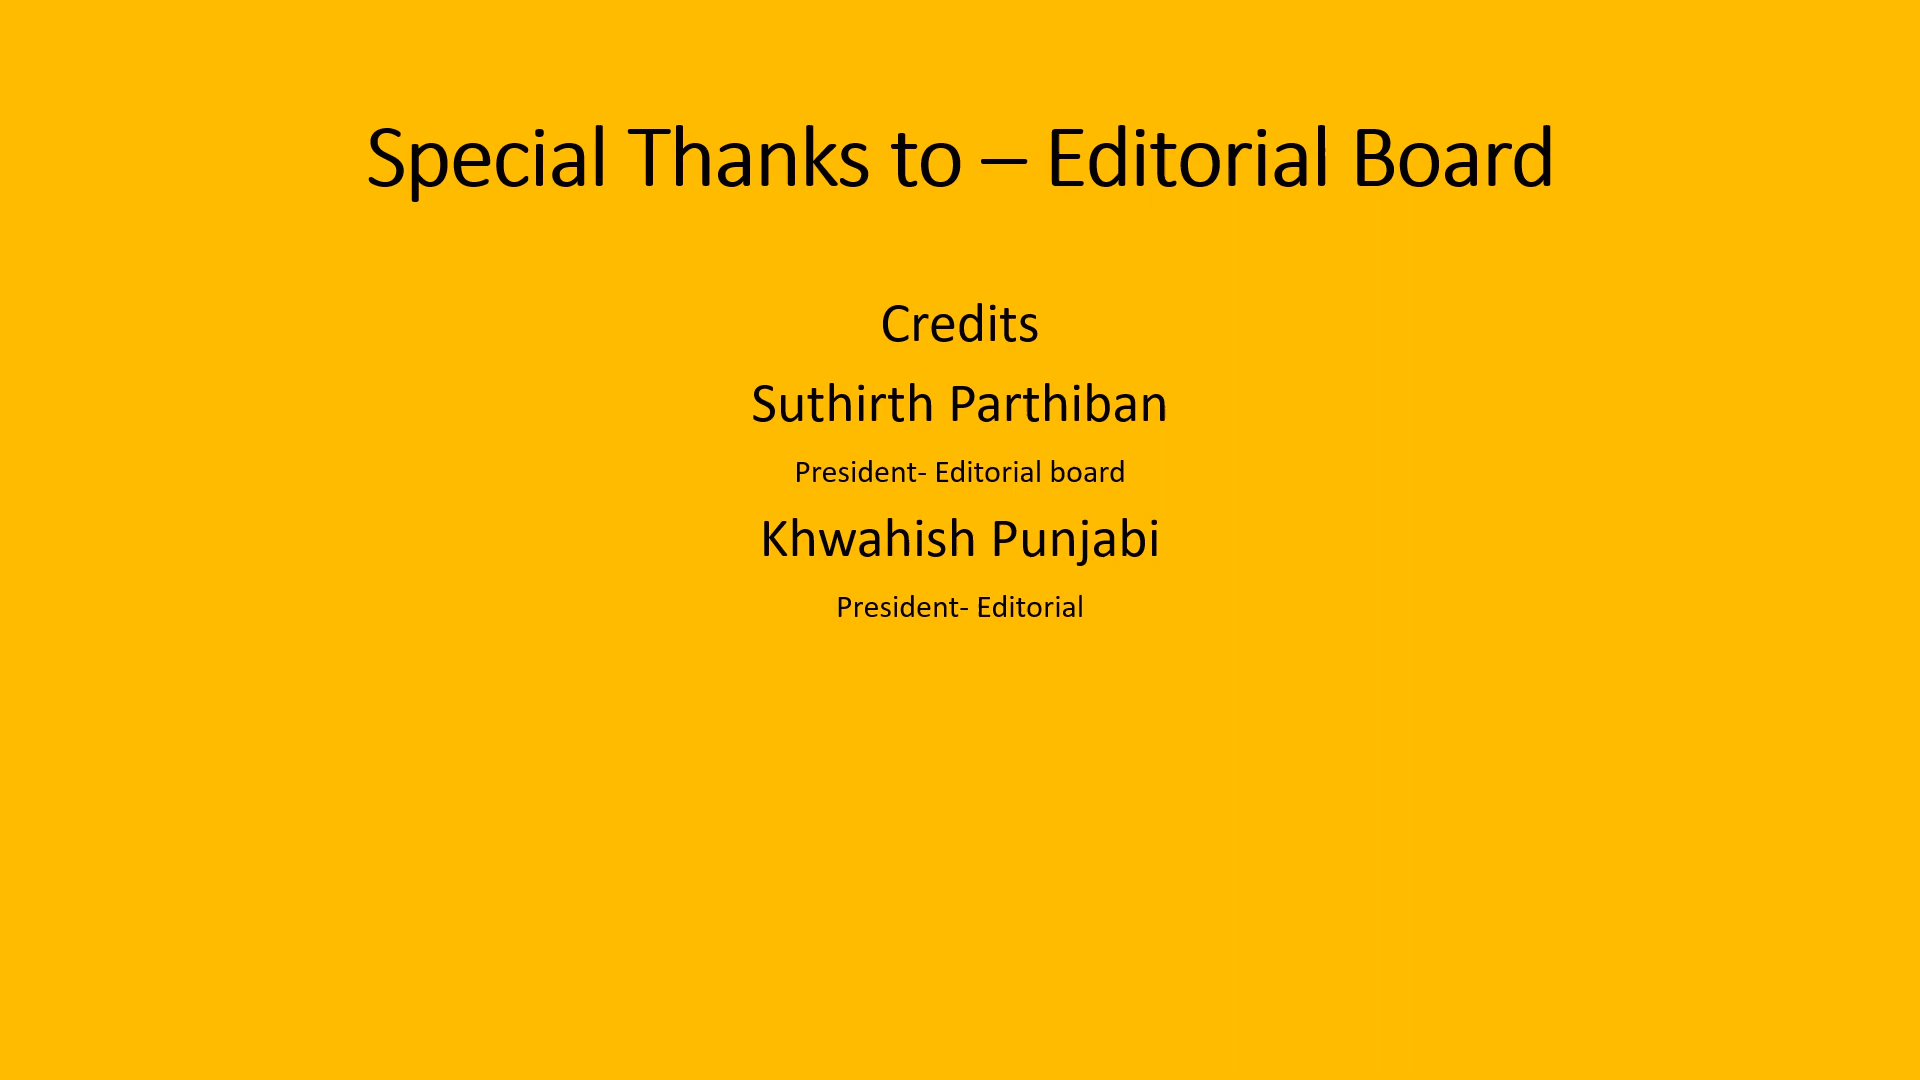 Special Thanks to – Editorial Board
Credits
Suthirth Parthiban
President- Editorial board
Khwahish Punjabi
President- Editorial